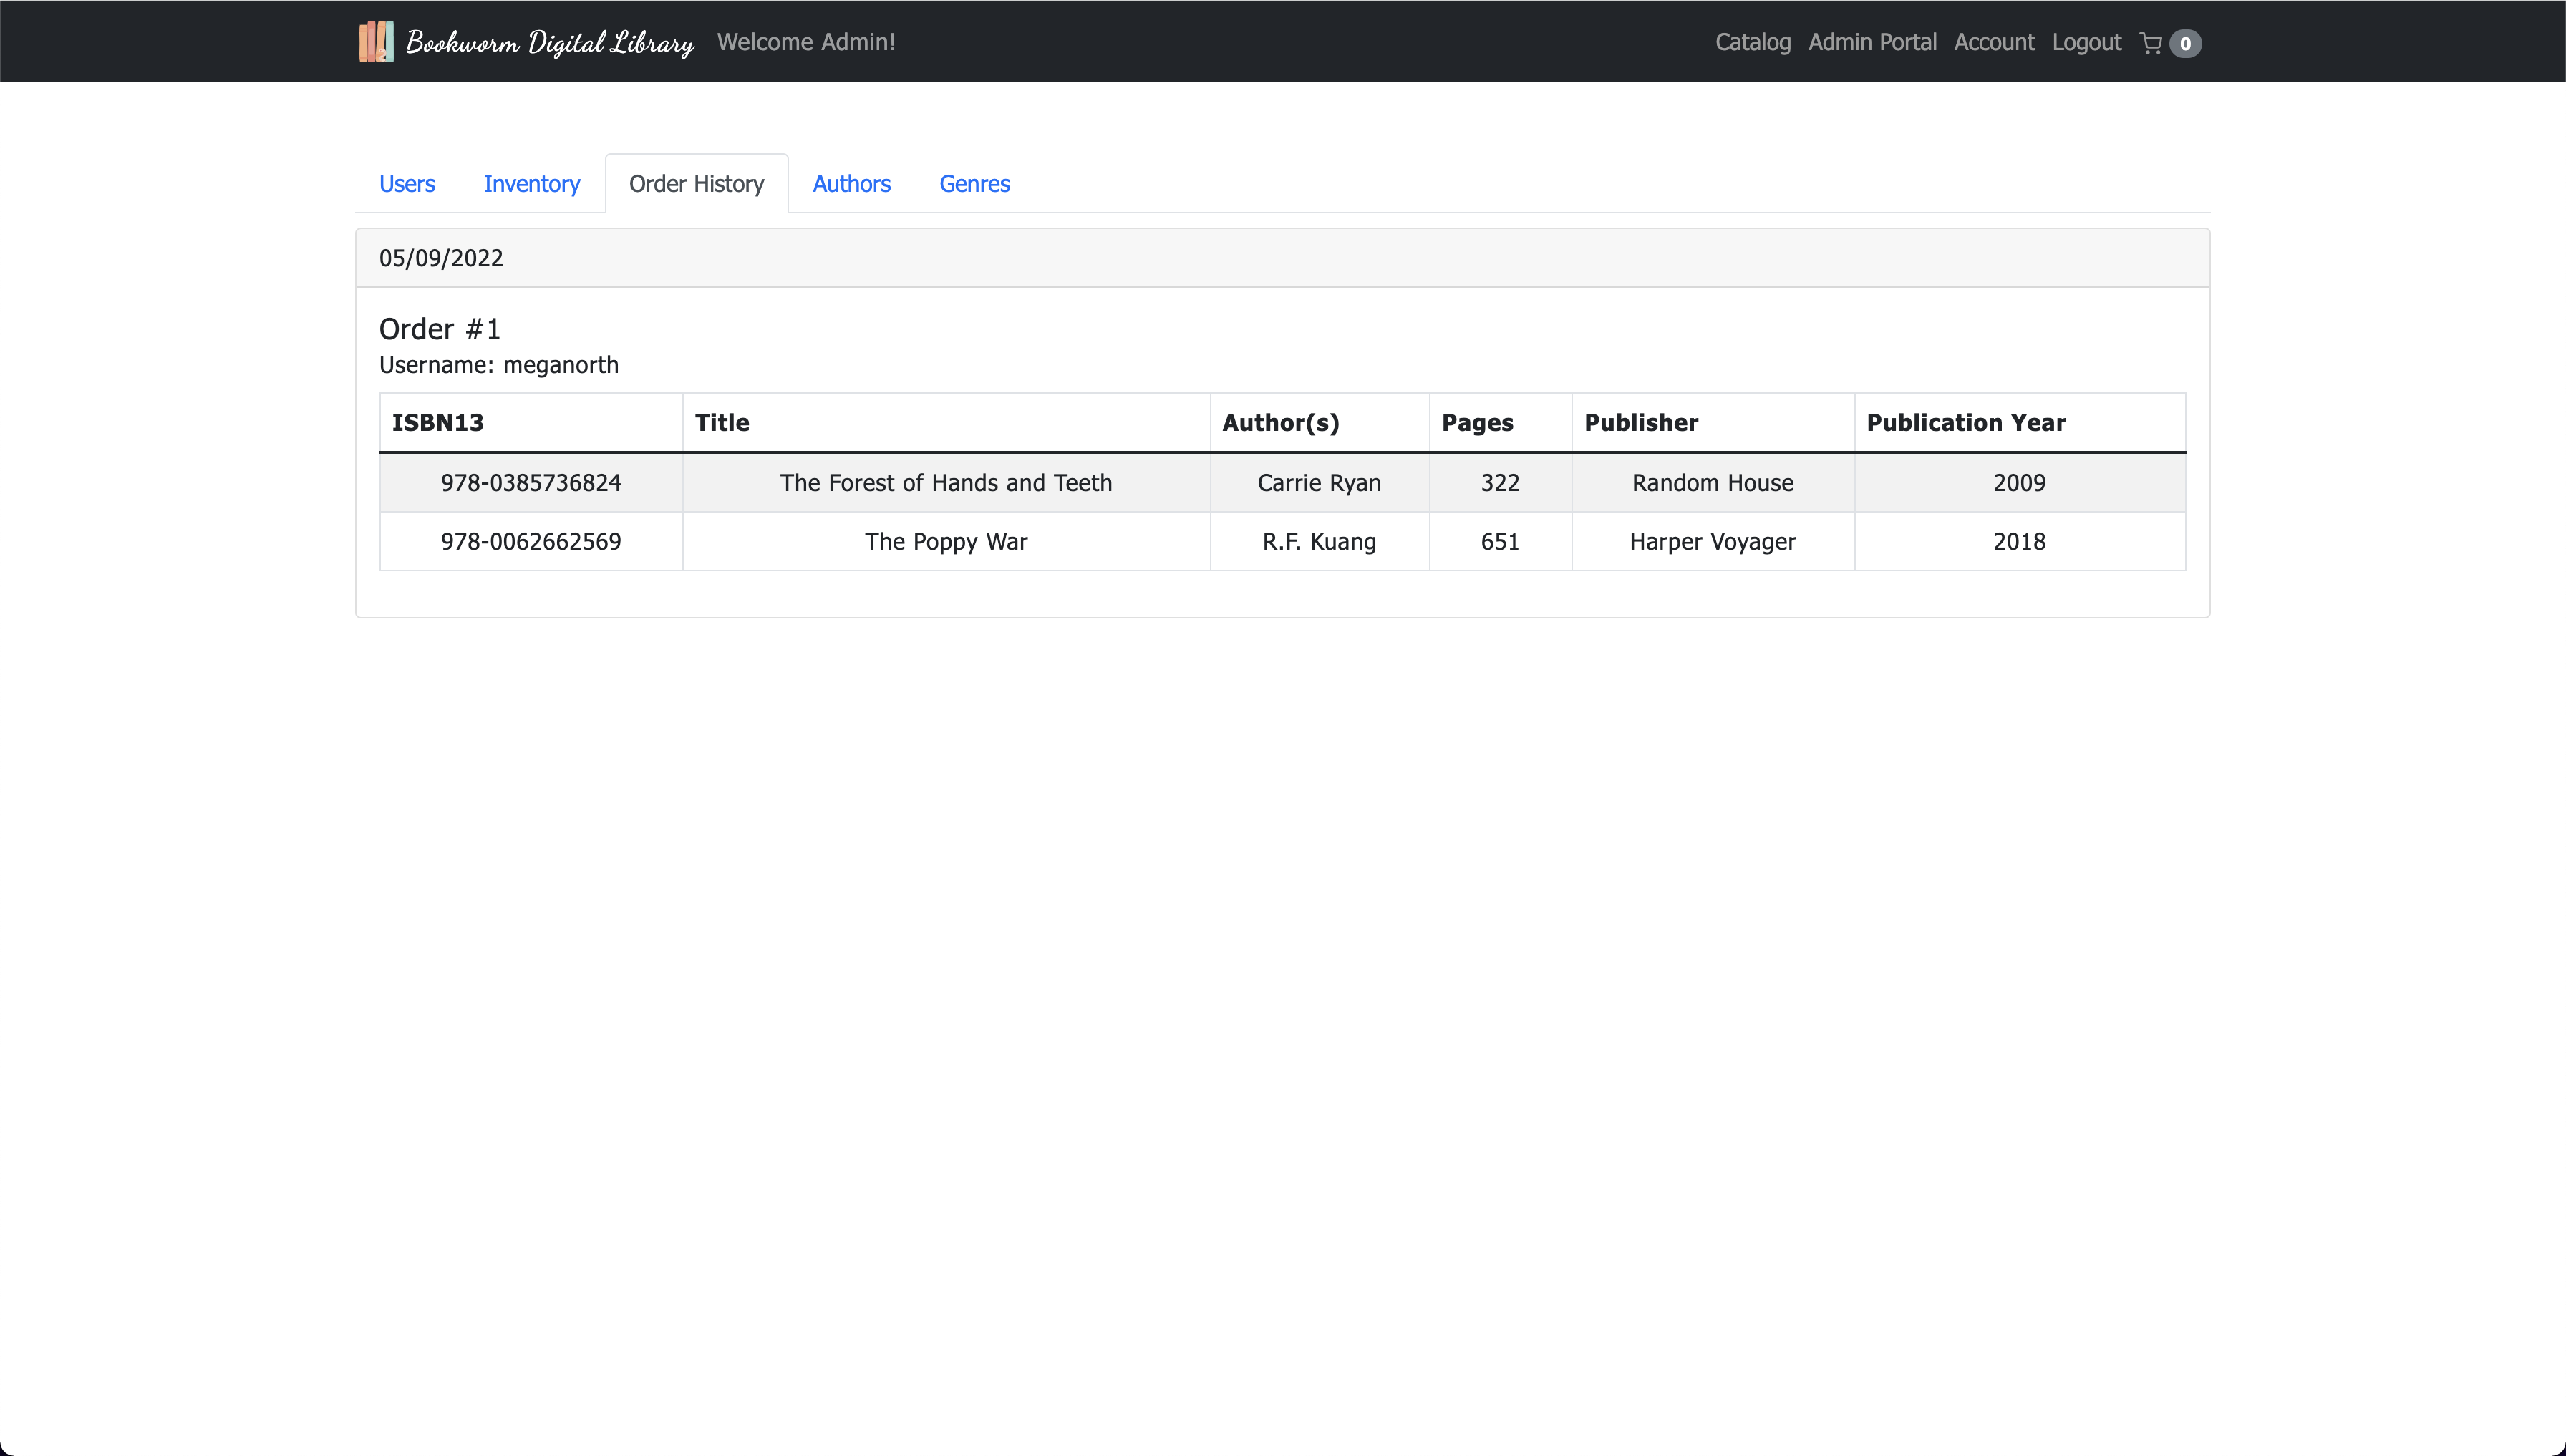 Bookworm Digital Library Welcome Admin! Catalog Admin Portal Account Logout 0
Users Inventory Order History Authors Genres
05/09/2022
Order #1
Username: meganorth
ISBN13 Title Author(s) Pages Publisher Publication Year
978-0385736824 The Forest of Hands and Teeth Carrie Ryan 322 Random House 2009
978-0062662569 The Poppy War R.F. Kuang 651 Harper Voyager 2018